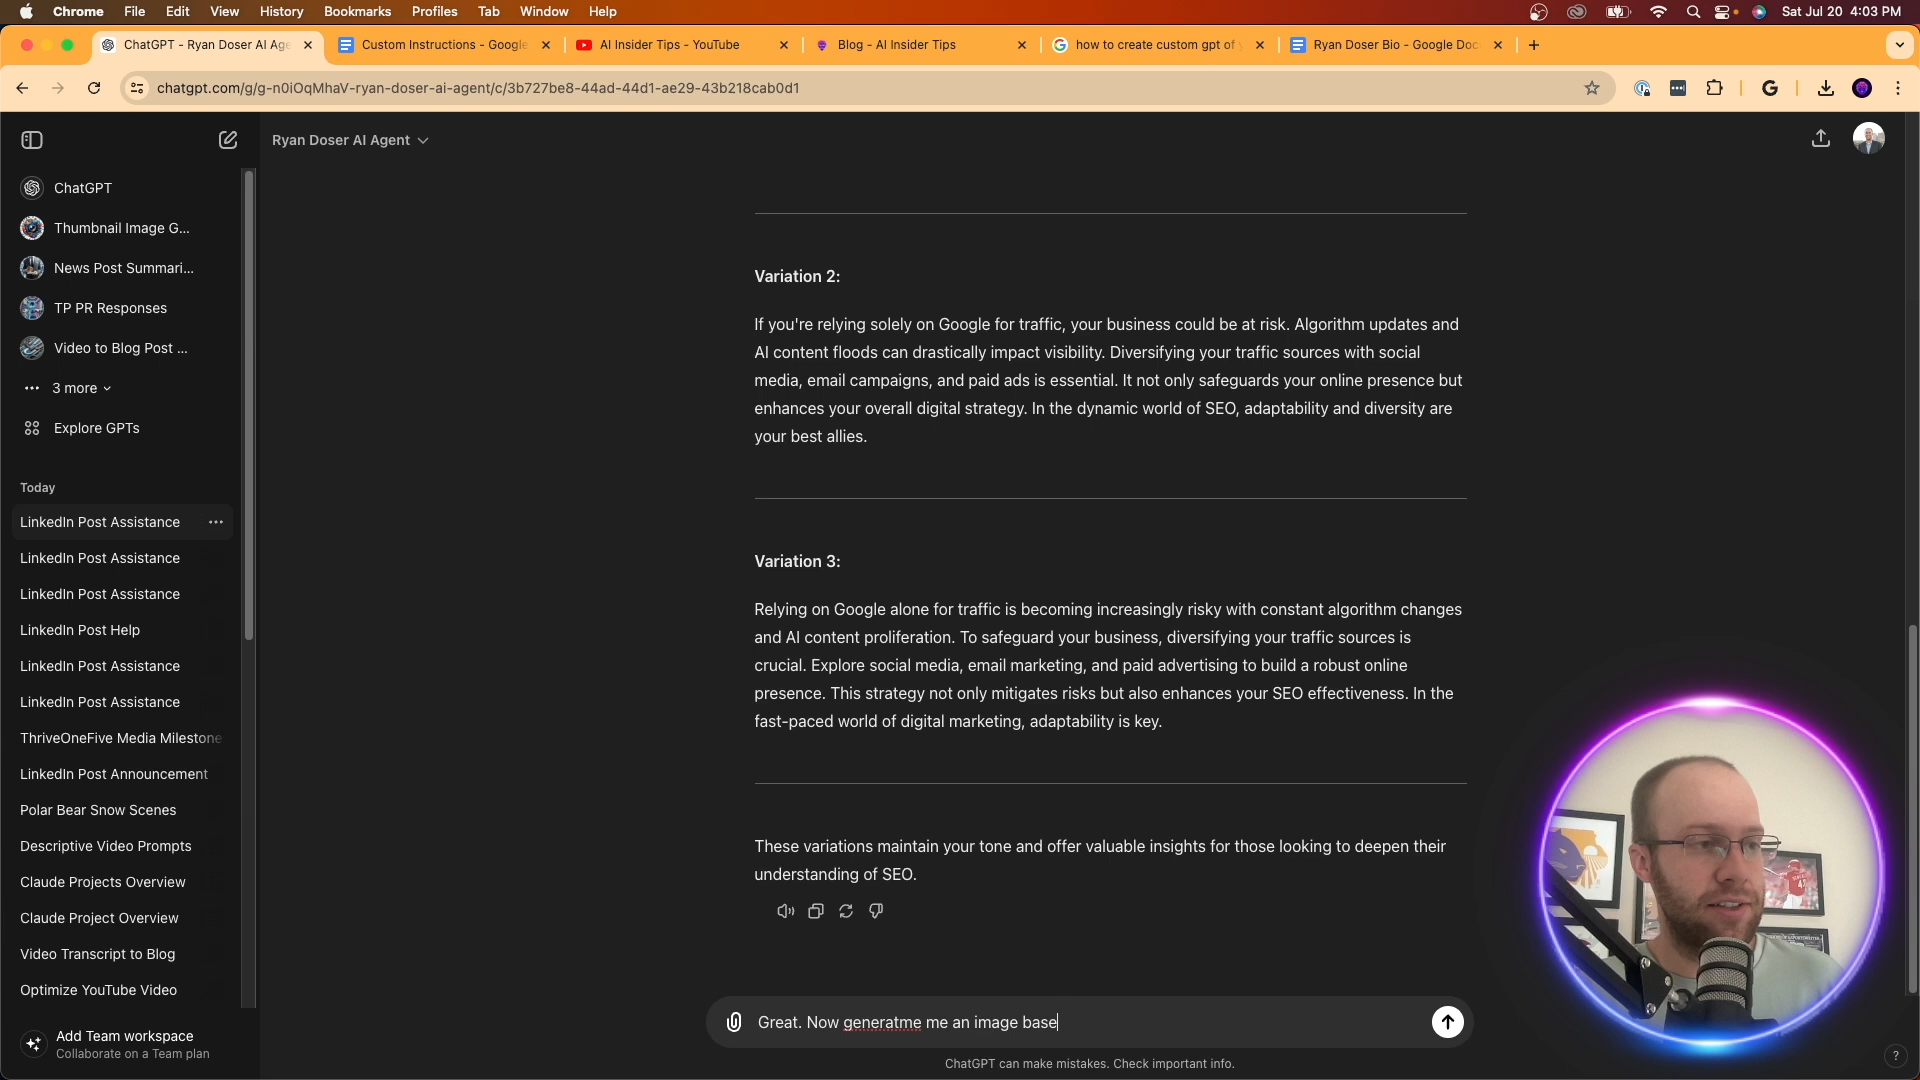 Chrome File Edit View History Bookmarks Profiles Tab Window Help Sat Jul 20 4:03 PM
ChatGPT - Ryan Doser AI Age
Custom Instructions - Google
AI Insider Tips - YouTube
Blog - AI Insider Tips
how to create custom gpt of y
Ryan Doser Bio - Google Doc
chatgpt.com/g/g-n0iOqMhaV-ryan-doser-ai-agent/c/3b727be8-44ad-44d1-ae29-43b218cab0d1
Ryan Doser AI Agent
ChatGPT
Thumbnail Image G...
News Post Summari...
TP PR Responses
Video to Blog Post ...
3 more
Explore GPTs
Today
LinkedIn Post Assistance
LinkedIn Post Assistance
LinkedIn Post Assistance
LinkedIn Post Help
LinkedIn Post Assistance
LinkedIn Post Assistance
ThriveOneFive Media Milestone
LinkedIn Post Announcement
Polar Bear Snow Scenes
Descriptive Video Prompts
Claude Projects Overview
Claude Project Overview
Video Transcript to Blog
Optimize YouTube Video
Add Team workspace
Collaborate on a Team plan
Variation 2:
If you're relying solely on Google for traffic, your business could be at risk. Algorithm updates and
AI content floods can drastically impact visibility. Diversifying your traffic sources with social
media, email campaigns, and paid ads is essential. It not only safeguards your online presence but
enhances your overall digital strategy. In the dynamic world of SEO, adaptability and diversity are
your best allies.
Variation 3:
Relying on Google alone for traffic is becoming increasingly risky with constant algorithm changes
and AI content proliferation. To safeguard your business, diversifying your traffic sources is
crucial. Explore social media, email marketing, and paid advertising to build a robust online
presence. This strategy not only mitigates risks but also enhances your SEO effectiveness. In the
fast-paced world of digital marketing, adaptability is key.
These variations maintain your tone and offer valuable insights for those looking to deepen their
understanding of SEO.
Great. Now generatme me an image base
ChatGPT can make mistakes. Check important info.
?